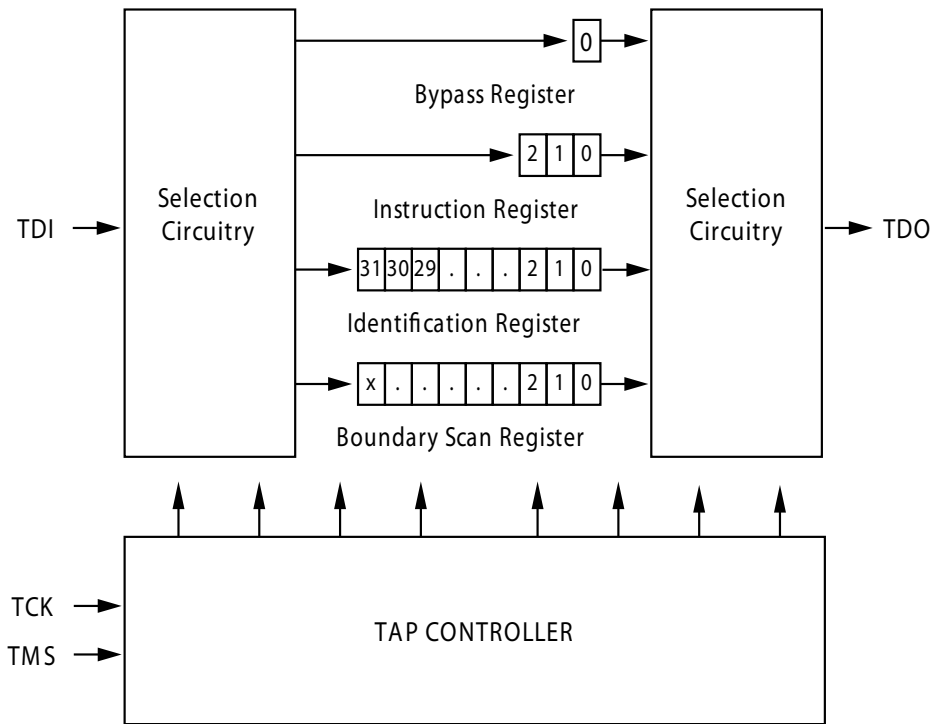 0
Bypass Register
2 1 0
Selection
Circuitry
Instruction Register
Selection
Circuitry
TDI
TDO
31 30 29 . . . 2 1 0
Identification Register
x . . . . . 2 1 0
Boundary Scan Register
TCK
TMS
TAP CONTROLLER